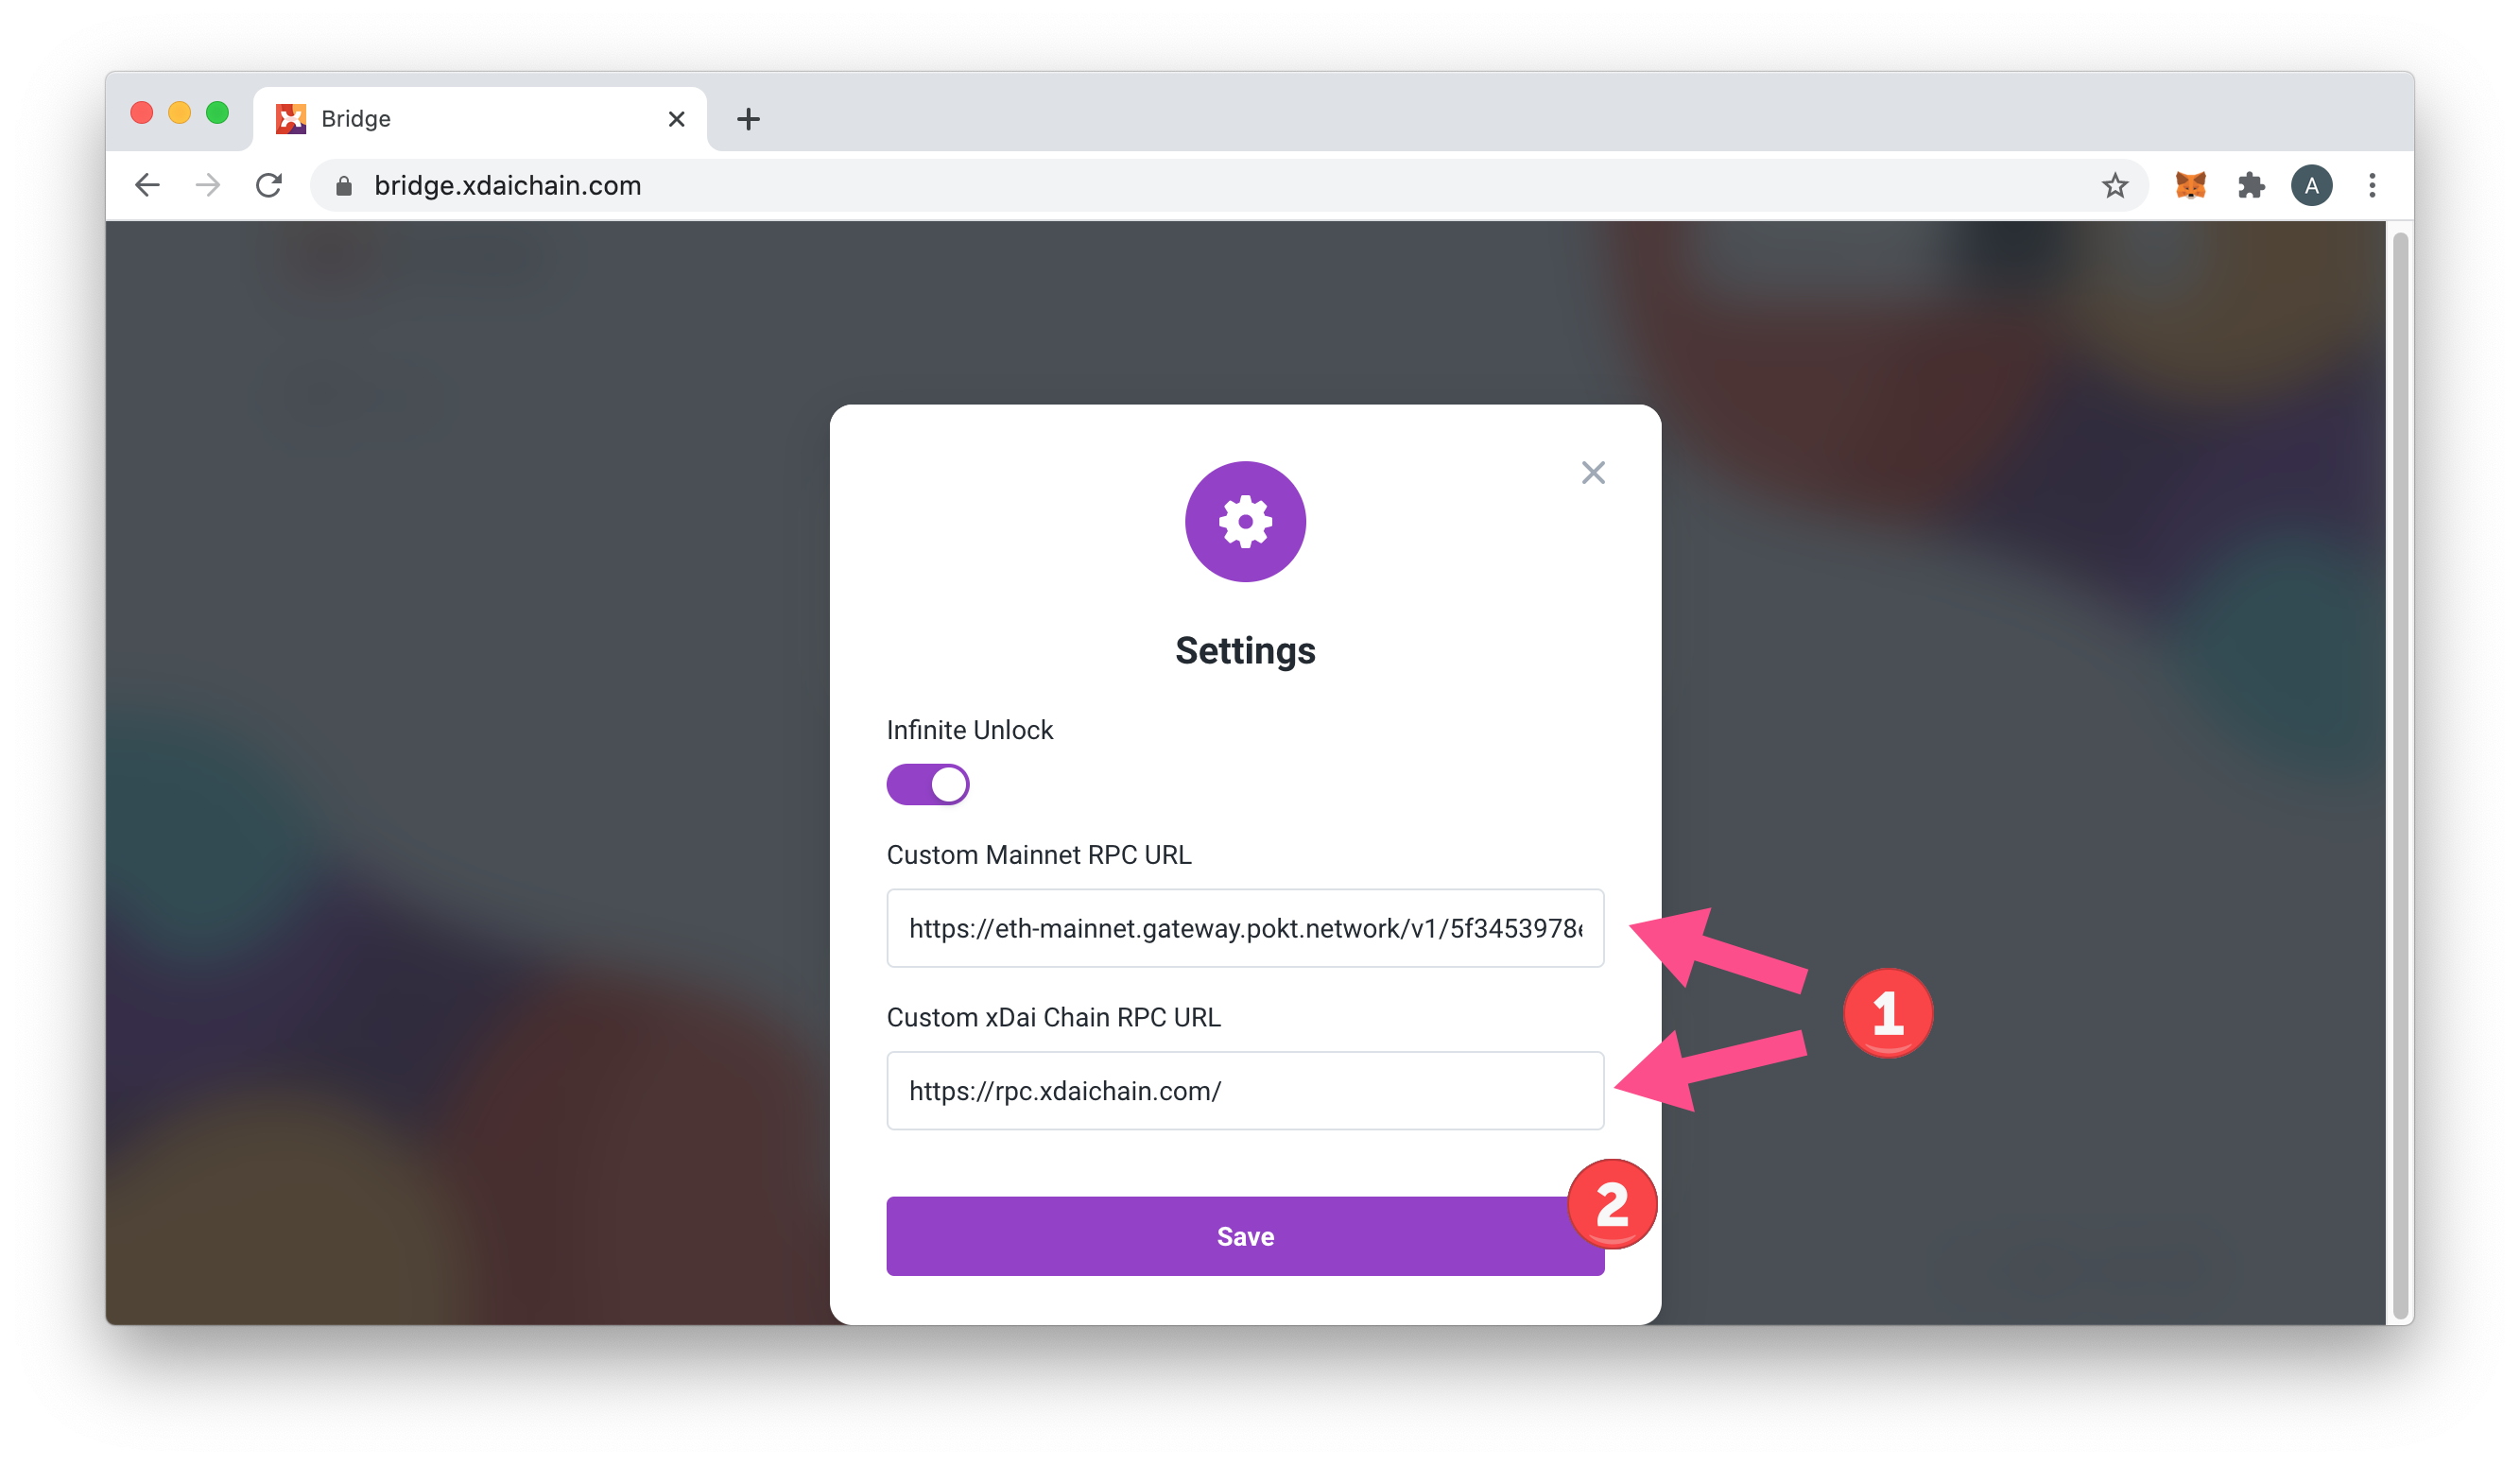 Bridge
bridge.xdaichain.com
A
Settings
Infinite Unlock
Custom Mainnet RPC URL
https://eth-mainnet.gateway.pokt.network/v1/5f3453978
1
Custom xDai Chain RPC URL
https://rpc.xdaichain.com/
2
Save